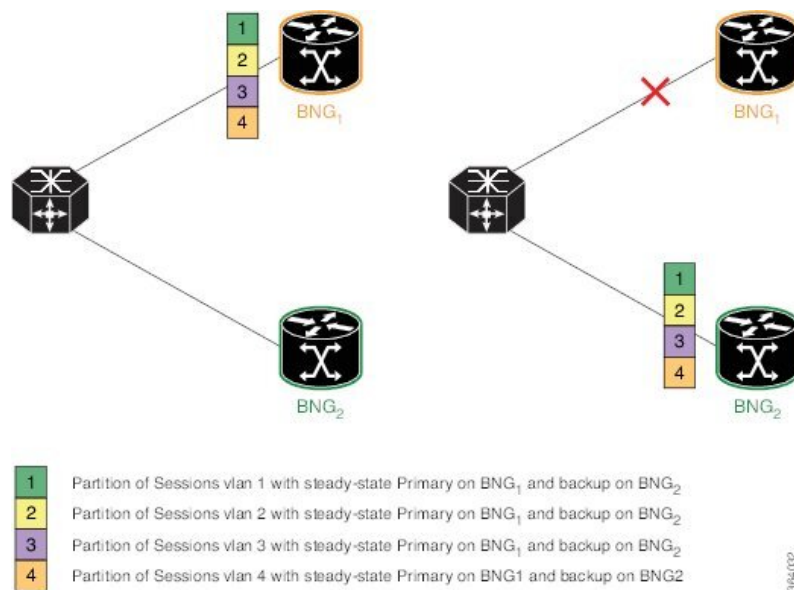 1
2
3
4
BNG1
BNG2
BNG1
1
2
3
4
BNG2
1 Partition of Sessions vlan 1 with steady-state Primary on BNG1 and backup on BNG2
2 Partition of Sessions vlan 2 with steady-state Primary on BNG1 and backup on BNG2
3 Partition of Sessions vlan 3 with steady-state Primary on BNG1 and backup on BNG2
4 Partition of Sessions vlan 4 with steady-state Primary on BNG1 and backup on BNG2